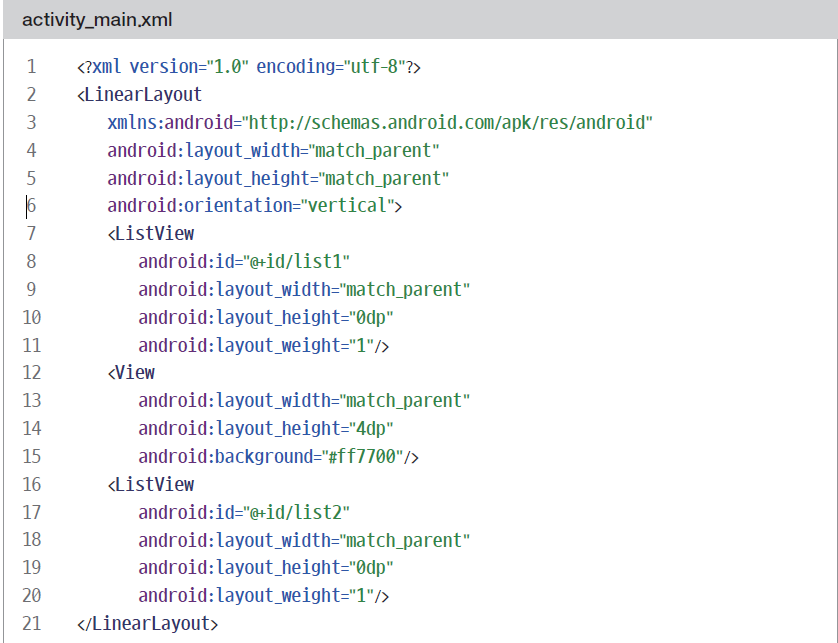 activity_main.xml
1 <?xml version="1.0" encoding="utf-8"?>
2 <LinearLayout
3 xmlns:android="http://schemas.android.com/apk/res/android"
4 android:layout_width="match_parent"
5 android:layout_height="match_parent"
6 android:orientation="vertical">
7 <ListView
8 android:id="@+id/list1"
9 android:layout_width="match_parent"
10 android:layout_height="0dp"
11 android:layout_weight="1"/>
12 <View
13 android:layout_width="match_parent"
14 android:layout_height="4dp"
15 android:background="#ff7700"/>
16 <ListView
17 android:id="@+id/list2"
18 android:layout_width="match_parent"
19 android:layout_height="0dp"
20 android:layout_weight="1"/>
21 </LinearLayout>